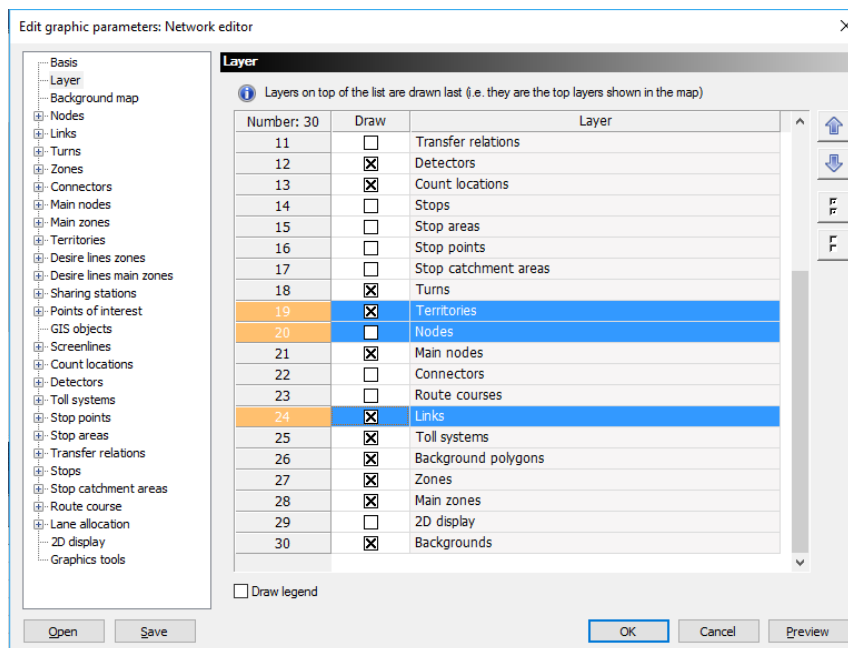 Edit graphic parameters: Network editor
Basis
Layer
Background map
Nodes
Links
Turns
Zones
Connectors
Main nodes
Main zones
Territories
Desire lines zones
Desire lines main zones
Sharing stations
Points of interest
GIS objects
Screenlines
Count locations
Detectors
Toll systems
Stop points
Stop areas
Transfer relations
Stops
Stop catchment areas
Route course
Lane allocation
2D display
Graphics tools
Layer
Layers on top of the list are drawn last (i.e. they are the top layers shown in the map)
Number: 30 Draw Layer
11 Transfer relations
12 Detectors
13 Count locations
14 Stops
15 Stop areas
16 Stop points
17 Stop catchment areas
18 Turns
19 Territories
20 Nodes
21 Main nodes
22 Connectors
23 Route courses
24 Links
25 Toll systems
26 Background polygons
27 Zones
28 Main zones
29 2D display
30 Backgrounds
Draw legend
Open Save OK Cancel Preview